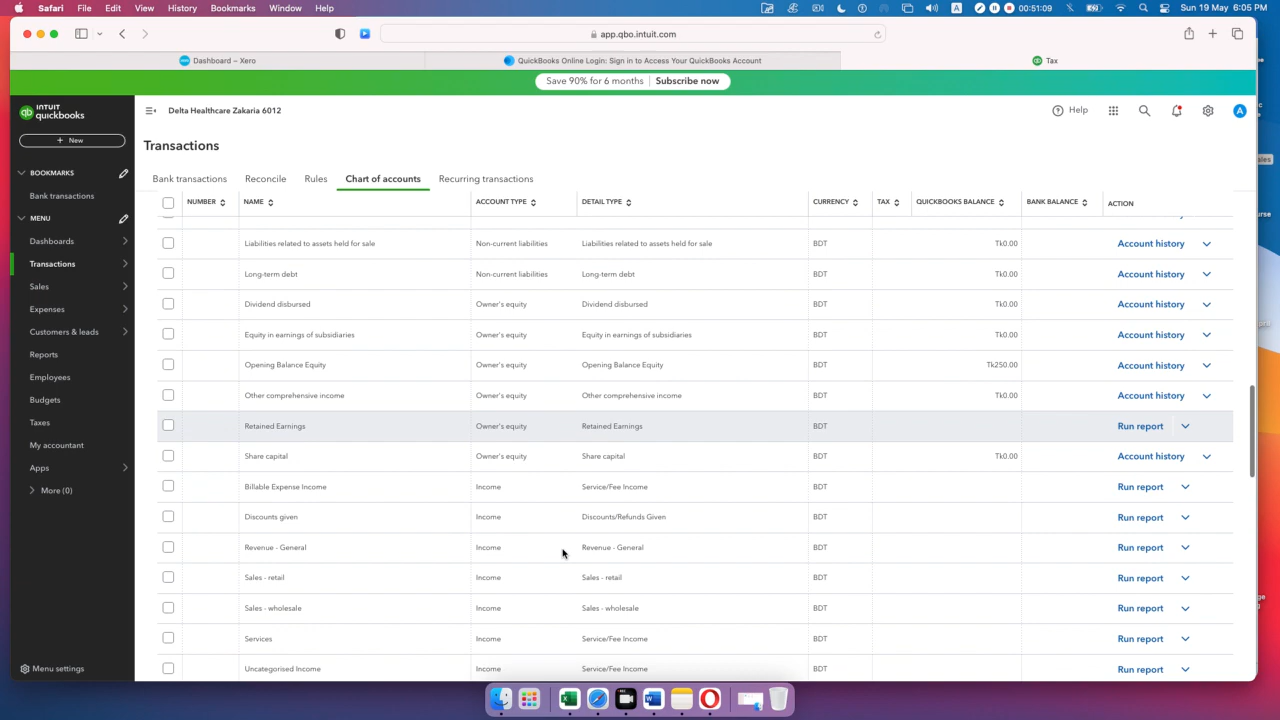 Safari File Edit View History Bookmarks Window Help 00:51:09 A Sun 19 May 6:05 PM
app.qbo.intuit.com
Dashboard – Xero QuickBooks Online Login: Sign in to Access Your QuickBooks Account Tax
Save 90% for 6 months Subscribe now
INTUIT
quickbooks
Delta Healthcare Zakaria 6012 Help A
+ New
Transactions
BOOKMARKS
Bank transactions
MENU
Dashboards
Transactions
Sales
Expenses
Customers & leads
Reports
Employees
Budgets
Taxes
My accountant
Apps
More (0)
Menu settings
Bank transactions Reconcile Rules Chart of accounts Recurring transactions
NUMBER NAME ACCOUNT TYPE DETAIL TYPE CURRENCY TAX QUICKBOOKS BALANCE BANK BALANCE ACTION
Liabilities related to assets held for sale Non-current liabilities Liabilities related to assets held for sale BDT Tk0.00 Account history
Long-term debt Non-current liabilities Long-term debt BDT Tk0.00 Account history
Dividend disbursed Owner's equity Dividend disbursed BDT Tk0.00 Account history
Equity in earnings of subsidiaries Owner's equity Equity in earnings of subsidiaries BDT Tk0.00 Account history
Opening Balance Equity Owner's equity Opening Balance Equity BDT Tk250.00 Account history
Other comprehensive income Owner's equity Other comprehensive income BDT Tk0.00 Account history
Retained Earnings Owner's equity Retained Earnings BDT Run report
Share capital Owner's equity Share capital BDT Tk0.00 Account history
Billable Expense Income Income Service/Fee Income BDT Run report
Discounts given Income Discounts/Refunds Given BDT Run report
Revenue - General Income Revenue - General BDT Run report
Sales - retail Income Sales - retail BDT Run report
Sales - wholesale Income Sales - wholesale BDT Run report
Services Income Service/Fee Income BDT Run report
Uncategorised Income Income Service/Fee Income BDT Run report